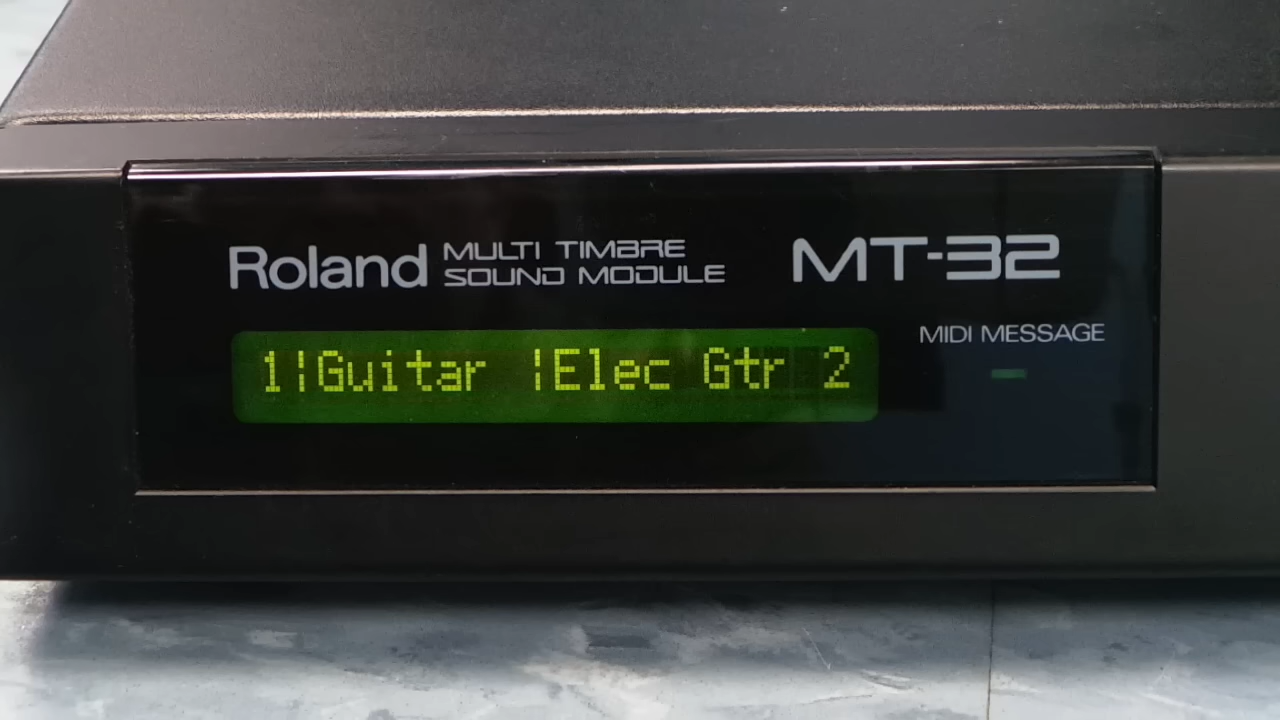 Roland MULTI TIMBRE
SOUND MODULE
MT-32
MIDI MESSAGE
1¦Guitar ¦Elec Gtr 2